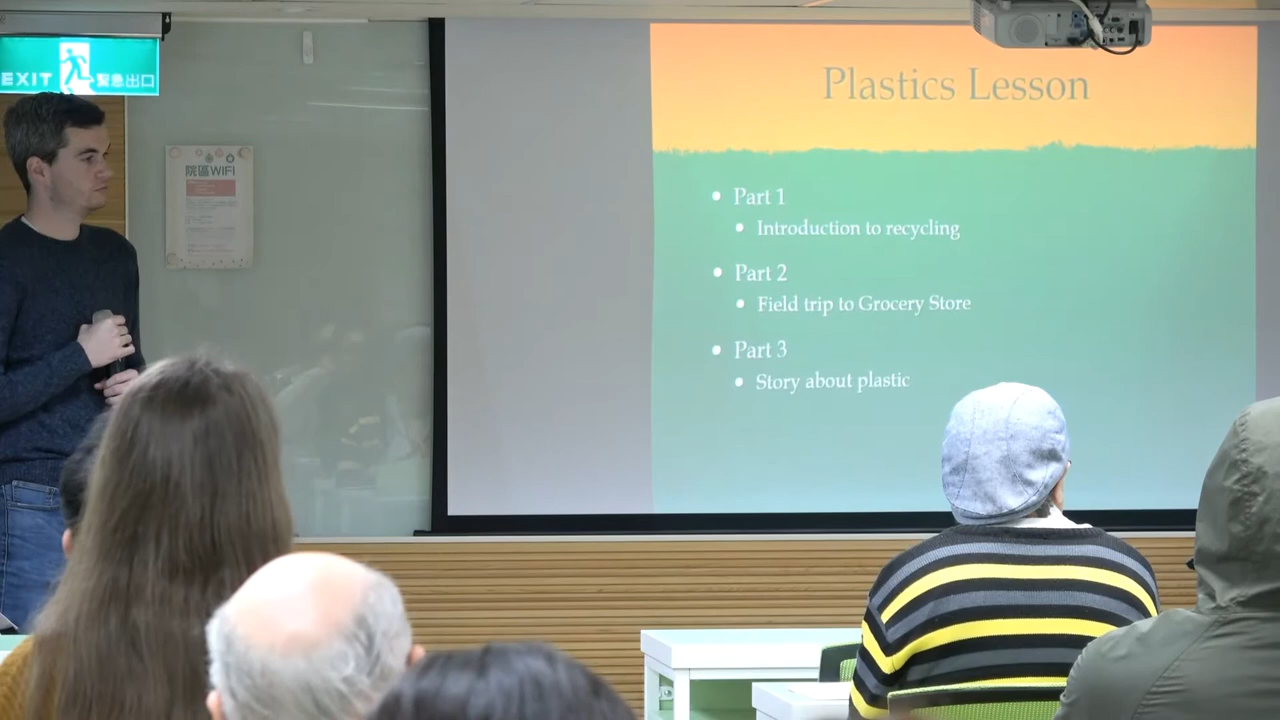 EXIT 緊急出口
院區WIFI
Plastics Lesson
• Part 1
• Introduction to recycling
• Part 2
• Field trip to Grocery Store
• Part 3
• Story about plastic